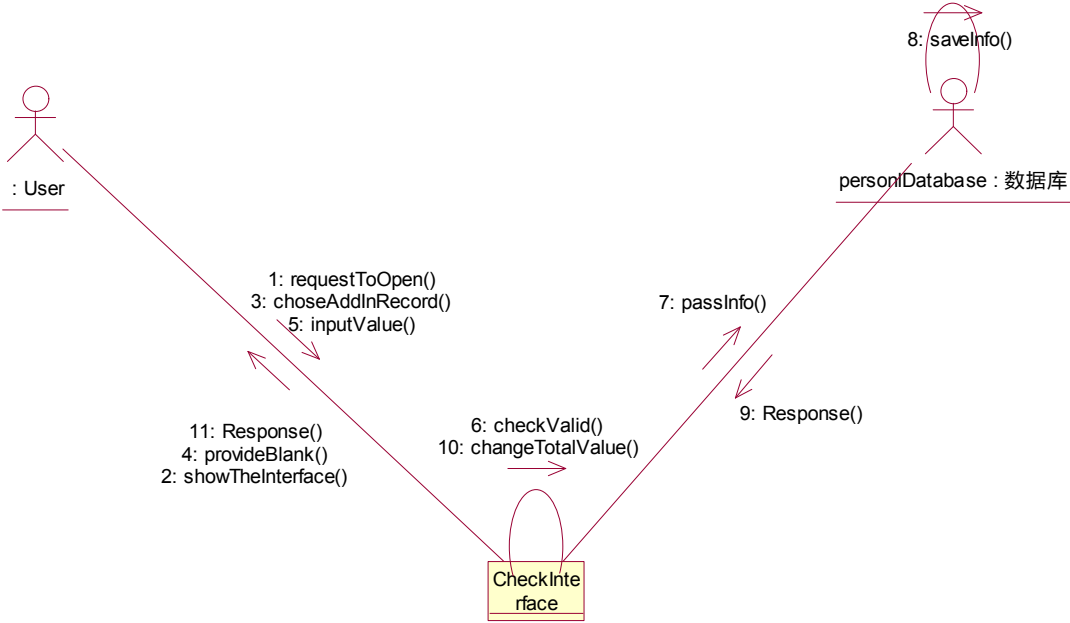 8: saveInfo()
: User
personlDatabase : 数据库
1: requestToOpen()
3: choseAddInRecord()
5: inputValue()
7: passInfo()
9: Response()
6: checkValid()
10: changeTotalValue()
11: Response()
4: provideBlank()
2: showTheInterface()
CheckInte
rface